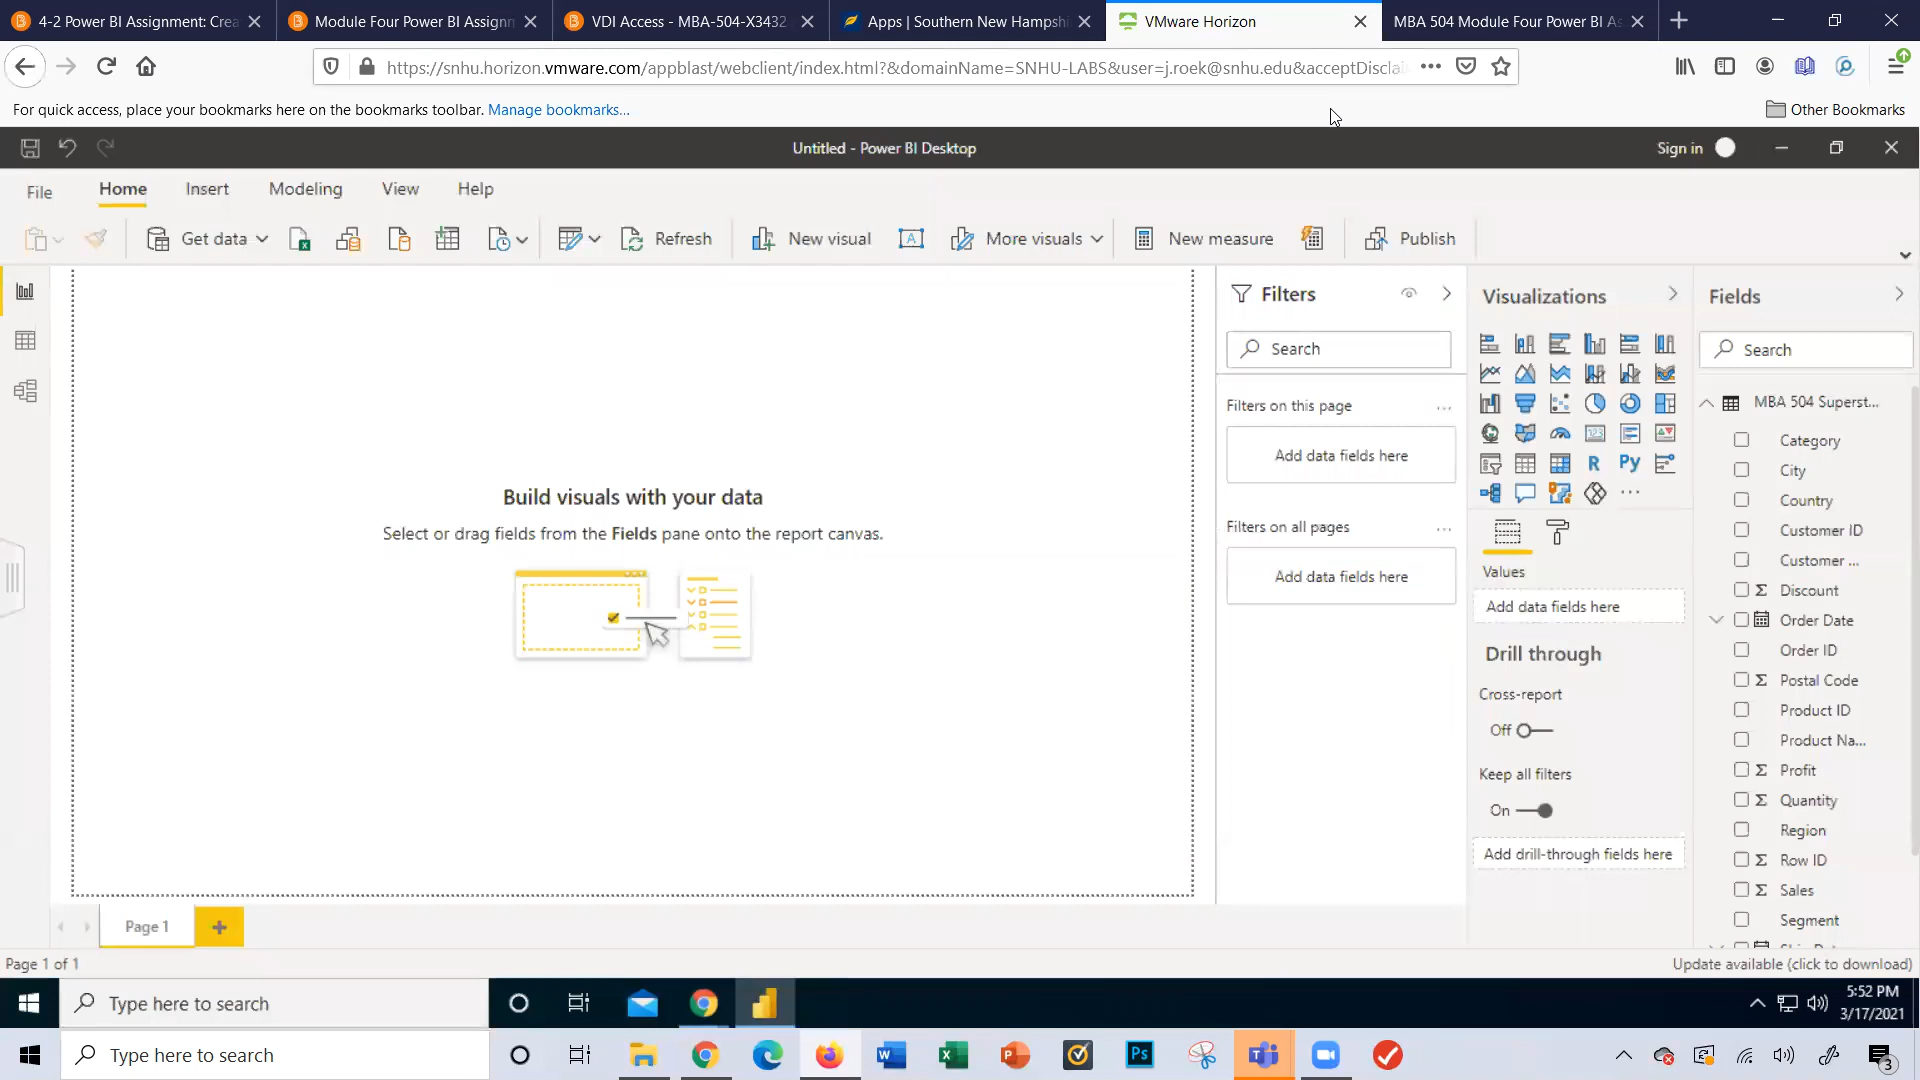 4-2 Power BI Assignment: Crea
Module Four Power BI Assignm
VDI Access - MBA-504-X3432
Apps | Southern New Hampshi
VMware Horizon
MBA 504 Module Four Power BI As
https://snhu.horizon.vmware.com/appblast/webclient/index.html?&domainName=SNHU-LABS&user=j.roek@snhu.edu&acceptDisclai
For quick access, place your bookmarks here on the bookmarks toolbar. Manage bookmarks...
Other Bookmarks
Untitled - Power BI Desktop
Sign in
File
Home
Insert
Modeling
View
Help
Get data
Refresh
New visual
More visuals
New measure
Publish
Build visuals with your data
Select or drag fields from the Fields pane onto the report canvas.
Filters
Search
Filters on this page
Add data fields here
Filters on all pages
Add data fields here
Visualizations
R
Py
Values
Add data fields here
Drill through
Cross-report
Off
Keep all filters
On
Add drill-through fields here
Fields
Search
MBA 504 Superst...
Category
City
Country
Customer ID
Customer ...
Discount
Order Date
Order ID
Postal Code
Product ID
Product Na...
Profit
Quantity
Region
Row ID
Sales
Segment
Page 1
Page 1 of 1
Update available (click to download)
Type here to search
5:52 PM
3/17/2021
Type here to search
Ps
3